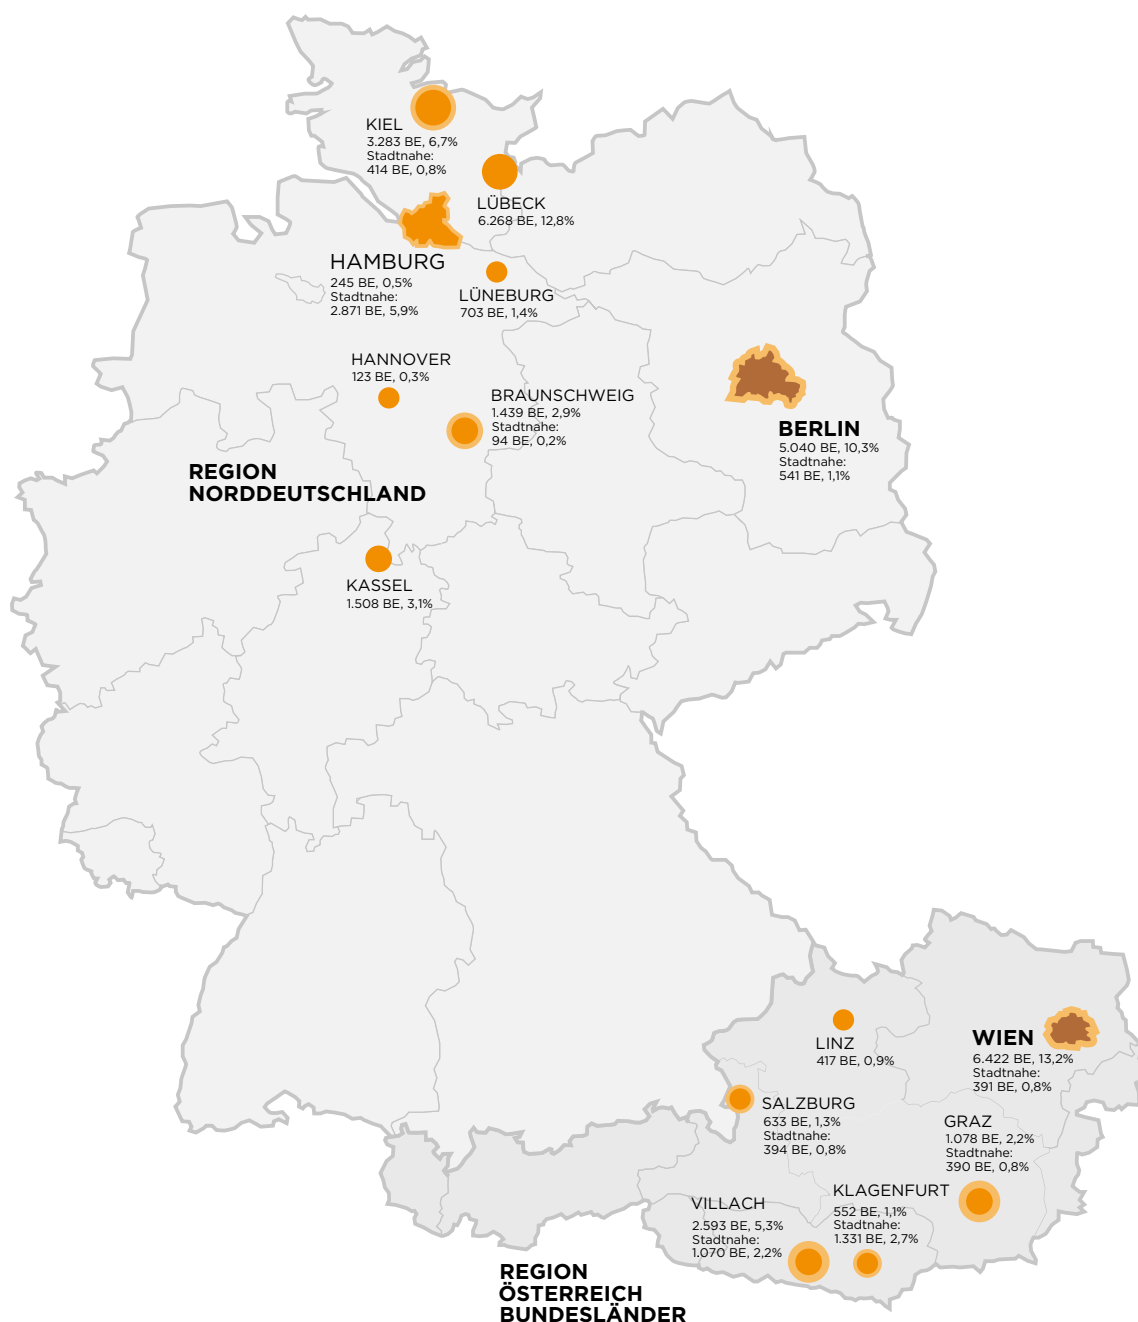 KIEL
3.283 BE, 6,7%
Stadtnahe:
414 BE, 0,8%
LÜBECK
6.268 BE, 12,8%
HAMBURG
245 BE, 0,5%
Stadtnahe:
2.871 BE, 5,9%
LÜNEBURG
703 BE, 1,4%
HANNOVER
123 BE, 0,3%
BRAUNSCHWEIG
1.439 BE, 2,9%
Stadtnahe:
94 BE, 0,2%
BERLIN
5.040 BE, 10,3%
Stadtnahe:
541 BE, 1,1%
REGION
NORDDEUTSCHLAND
KASSEL
1.508 BE, 3,1%
LINZ
417 BE, 0,9%
WIEN
6.422 BE, 13,2%
Stadtnahe:
391 BE, 0,8%
SALZBURG
633 BE, 1,3%
Stadtnahe:
394 BE, 0,8%
GRAZ
1.078 BE, 2,2%
Stadtnahe:
390 BE, 0,8%
VILLACH
2.593 BE, 5,3%
Stadtnahe:
1.070 BE, 2,2%
KLAGENFURT
552 BE, 1,1%
Stadtnahe:
1.331 BE, 2,7%
REGION
ÖSTERREICH
BUNDESLÄNDER